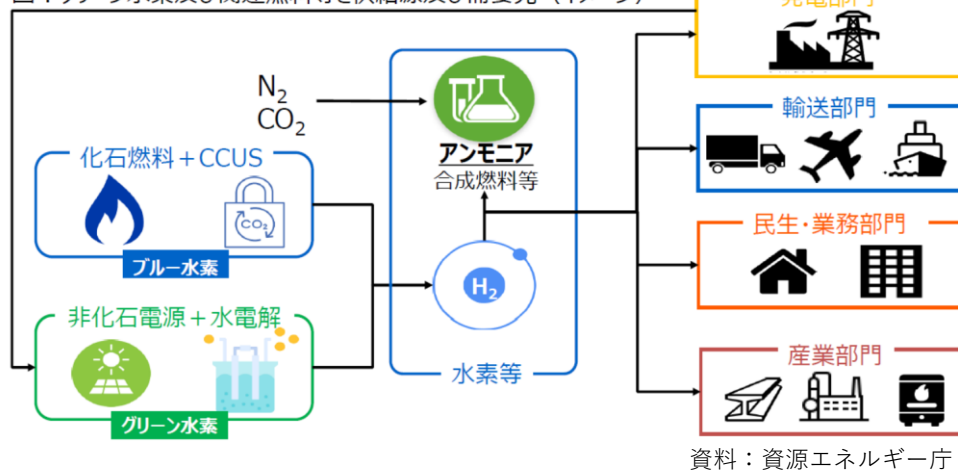 発電部門
N₂
CO₂
輸送部門
アンモニア
合成燃料等
化石燃料+CCUS
CO₂
ブルー水素
民生・業務部門
H₂
非化石電源+水電解
水素等
産業部門
グリーン水素
資料：資源エネルギー庁